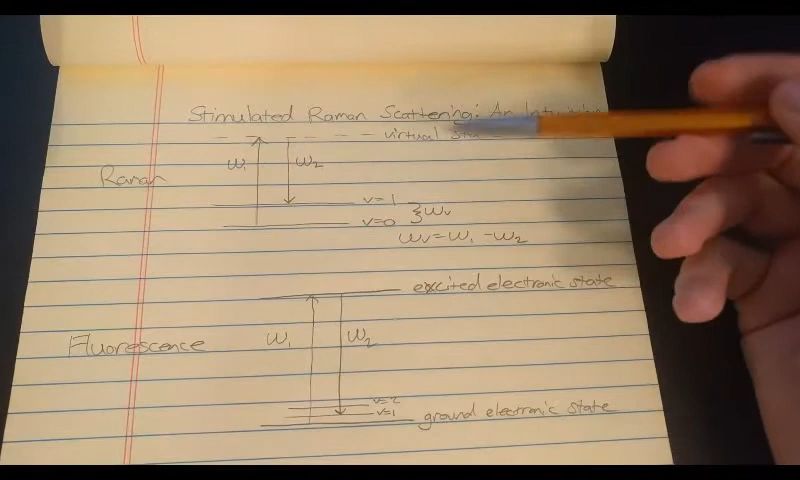 Stimulated Raman Scattering: An
virtual
ω₁ ω₂
Raman
v=1
v=0 }ωv
ωv=ω₁-ω₂
excited electronic state
Fluorescence ω₁ ω₂
v=2
v=1
ground electronic state